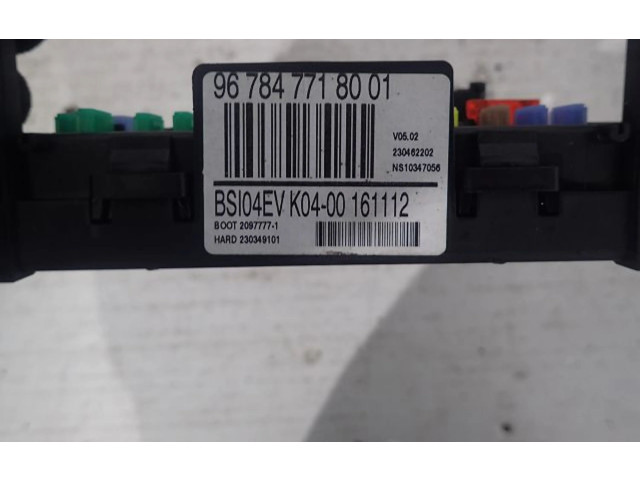 96 784 771 80 01
V05.02
230462202
NS10347056
BSI04EV K04-00 161112
BOOT 2097777-1
HARD 230349101